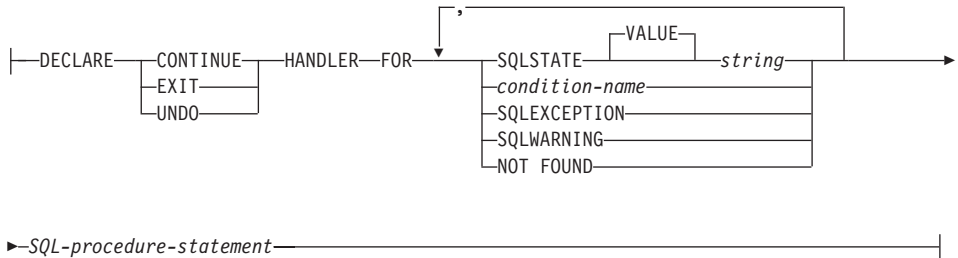 ,
VALUE
DECLARE CONTINUE HANDLER FOR SQLSTATE string
EXIT condition-name
UNDO SQLEXCEPTION
SQLWARNING
NOT FOUND
SQL-procedure-statement